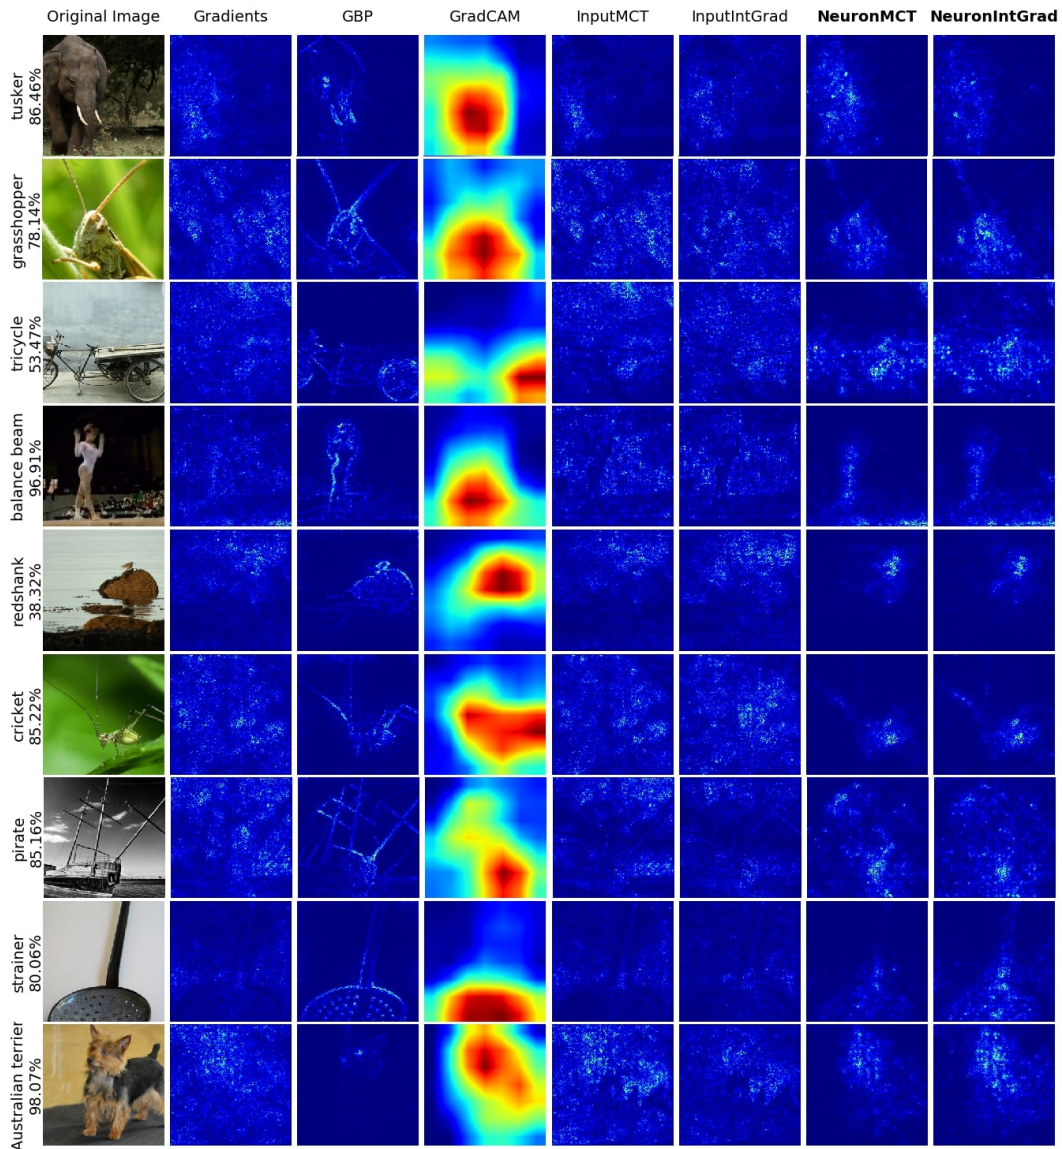 Original Image Gradients GBP GradCAM InputMCT InputIntGrad NeuronMCT NeuronIntGrad
tusker
86.46%
grasshopper
78.14%
tricycle
53.47%
balance beam
96.91%
redshank
38.32%
cricket
85.22%
pirate
85.16%
strainer
80.06%
Australian terrier
98.07%